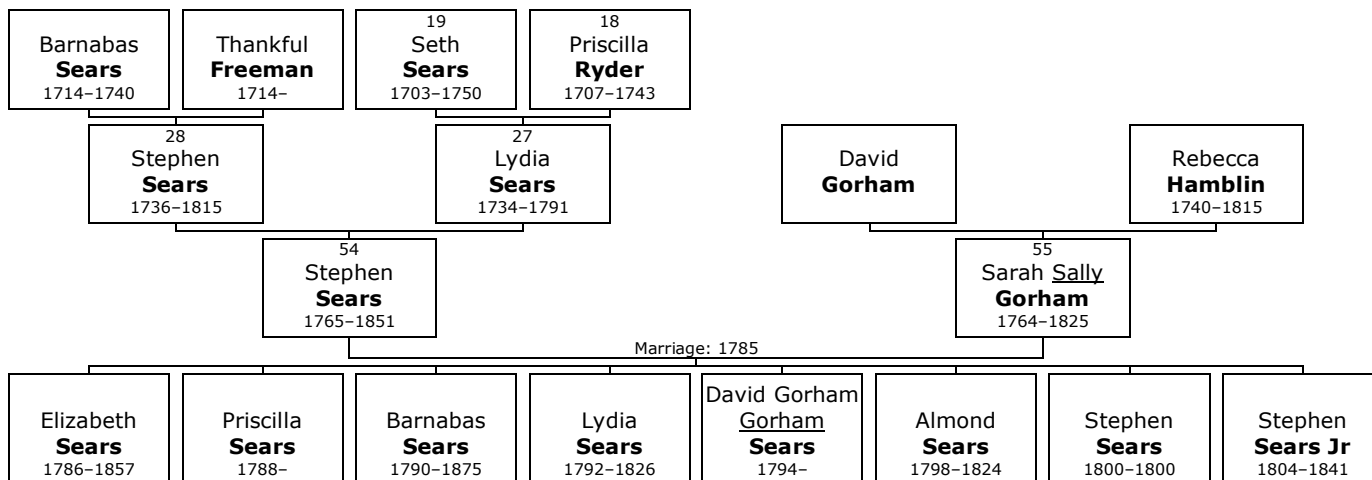 Barnabas
Sears
1714–1740
Thankful
Freeman
1714–
19
Seth
Sears
1703–1750
18
Priscilla
Ryder
1707–1743
28
Stephen
Sears
1736–1815
27
Lydia
Sears
1734–1791
David
Gorham
Rebecca
Hamblin
1740–1815
54
Stephen
Sears
1765–1851
55
Sarah Sally
Gorham
1764–1825
Marriage: 1785
Elizabeth
Sears
1786–1857
Priscilla
Sears
1788–
Barnabas
Sears
1790–1875
Lydia
Sears
1792–1826
David Gorham
Gorham
Sears
1794–
Almond
Sears
1798–1824
Stephen
Sears
1800–1800
Stephen
Sears Jr
1804–1841